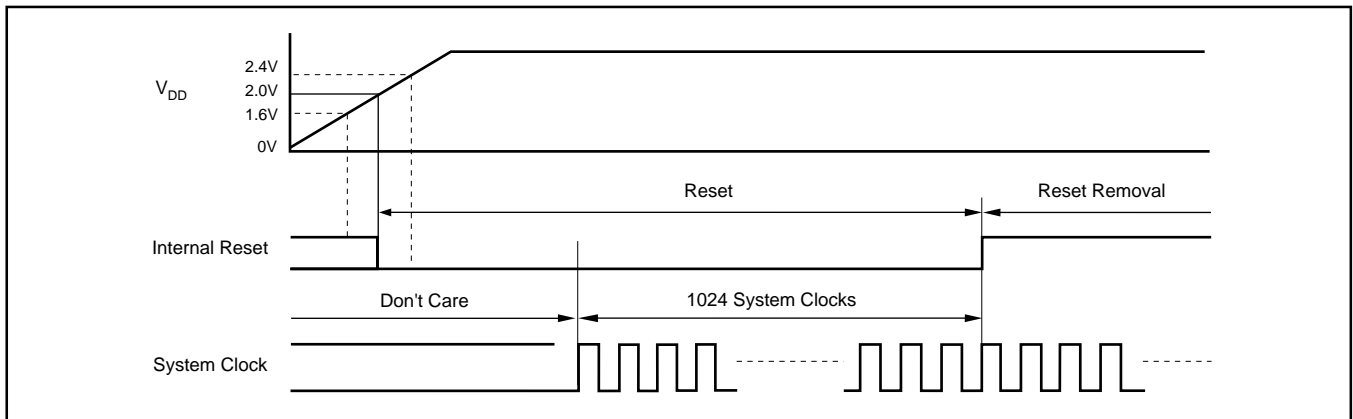 2.4V
V_DD
2.0V
1.6V
0V
Reset
Reset Removal
Internal Reset
Don't Care
1024 System Clocks
System Clock